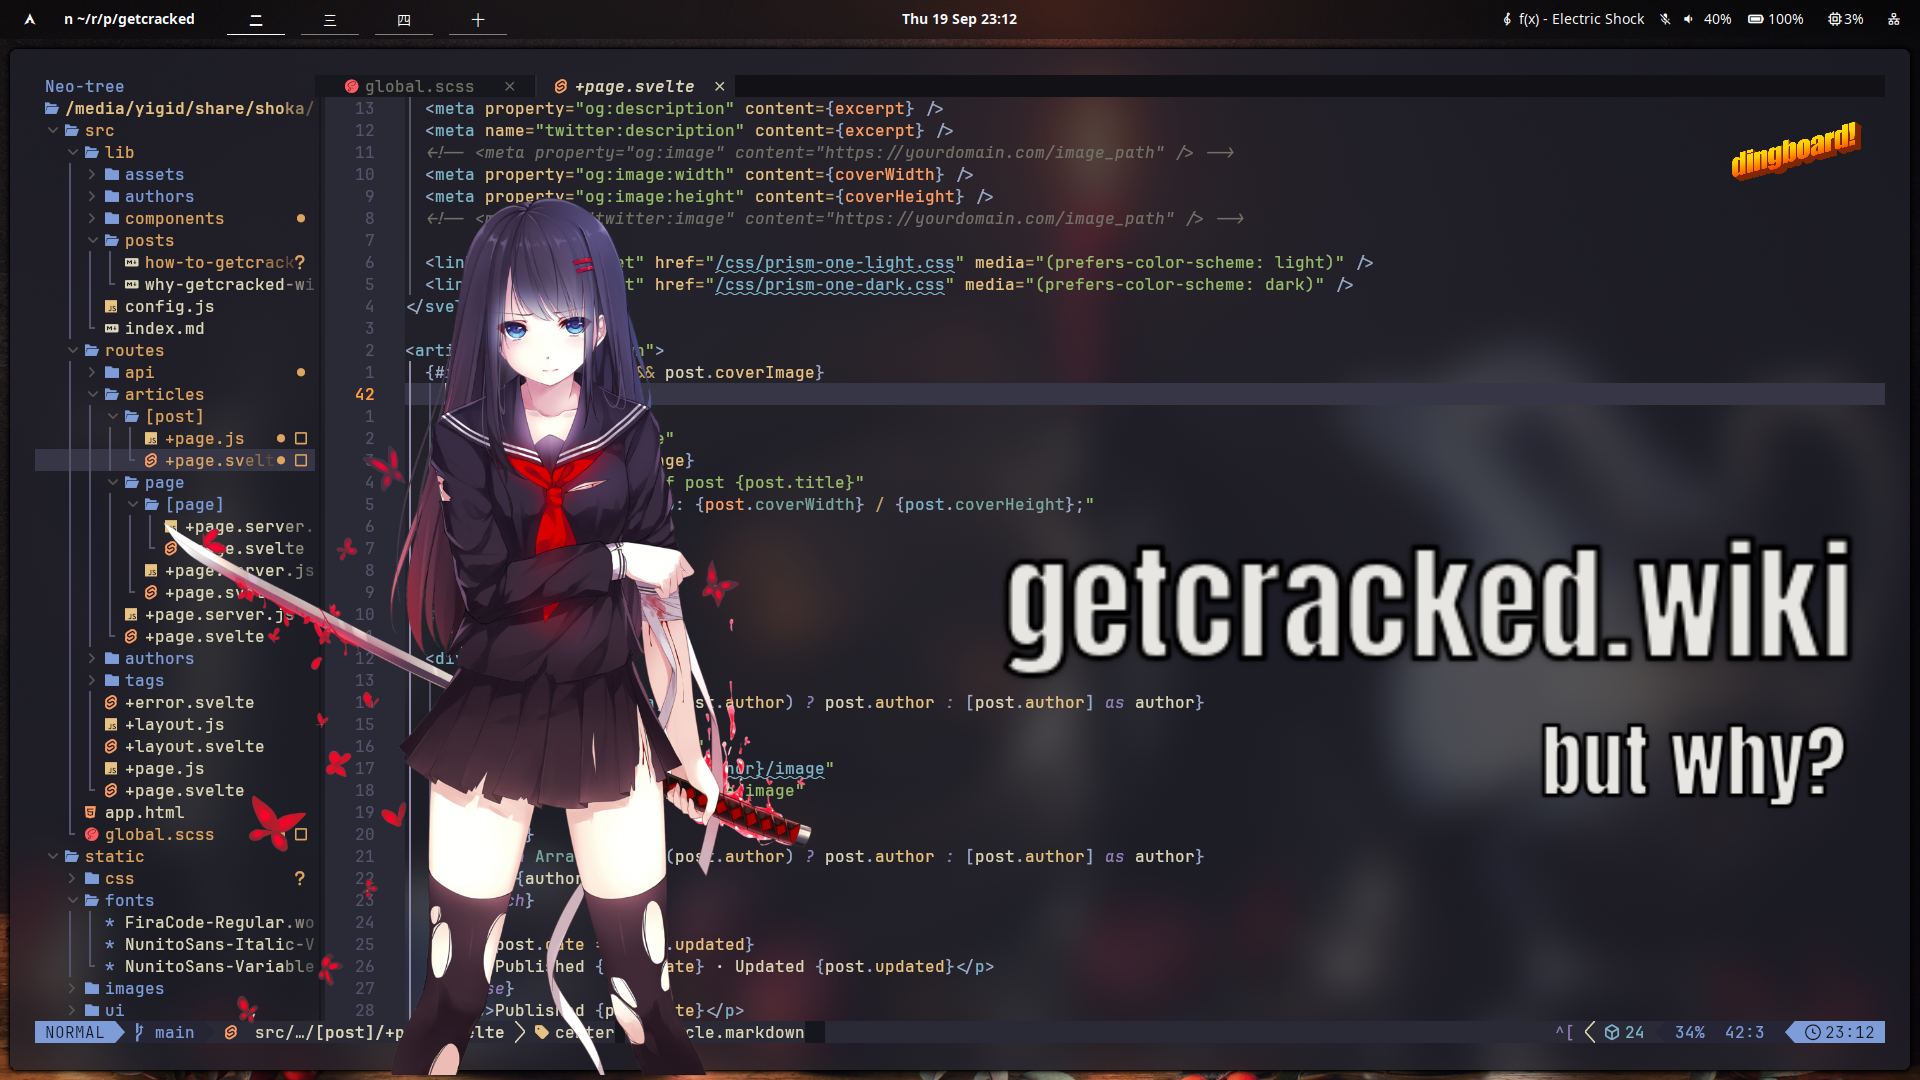 n ~/r/p/getcracked 二 三 四 十 Thu 19 Sep 23:12 f(x) - Electric Shock 40% 100% 3%
Neo-tree
/media/yigid/share/shoka/
src
lib
assets
authors
components
posts
how-to-getcrack?
why-getcracked-wi
config.js
index.md
routes
api
articles
[post]
+page.js
+page.svelt
page
[page]
+page.server.
.svelte
+page.server.js
+page.sv
+page.server.js
+page.svelte
authors
tags
+error.svelte
+layout.js
+layout.svelte
+page.js
+page.svelte
app.html
global.scss
static
css ?
fonts
* FiraCode-Regular.wo
* NunitoSans-Italic-V
* NunitoSans-Variable
images
ui
global.scss × +page.svelte ×
13 <meta property="og:description" content={excerpt} />
12 <meta name="twitter:description" content={excerpt} />
11 <!-- <meta property="og:image" content="https://yourdomain.com/image_path" /> -->
10 <meta property="og:image:width" content={coverWidth} />
9 <meta property="og:image:height" content={coverHeight} />
8 <!-- <m twitter:image" content="https://yourdomain.com/image_path" /> -->
7
6 <lin et" href="/css/prism-one-light.css" media="(prefers-color-scheme: light)" />
5 <lin t" href="/css/prism-one-dark.css" media="(prefers-color-scheme: dark)" />
4 </sve
3
2 <arti n">
1 {# && post.coverImage}
42
1
2 e"
3 ge}
4 f post {post.title}"
5 : {post.coverWidth} / {post.coverHeight};"
6
7
8
9
10
12 <di
13
st.author) ? post.author : [post.author] as author}
15
16 "
17 hor}/image"
18 /image"
19
20 }
21 Arra (post.author) ? post.author : [post.author] as author}
22 {author
23 ch}
24
25 post.date = .updated}
26 Published { ate} · Updated {post.updated}</p>
27 se}
28 >Published {p te}</p>
NORMAL main src/…/[post]/+p elte center cle.markdown ^[ 24 34% 42:3 23:12
dingboard!
getcracked.wiki
but why?